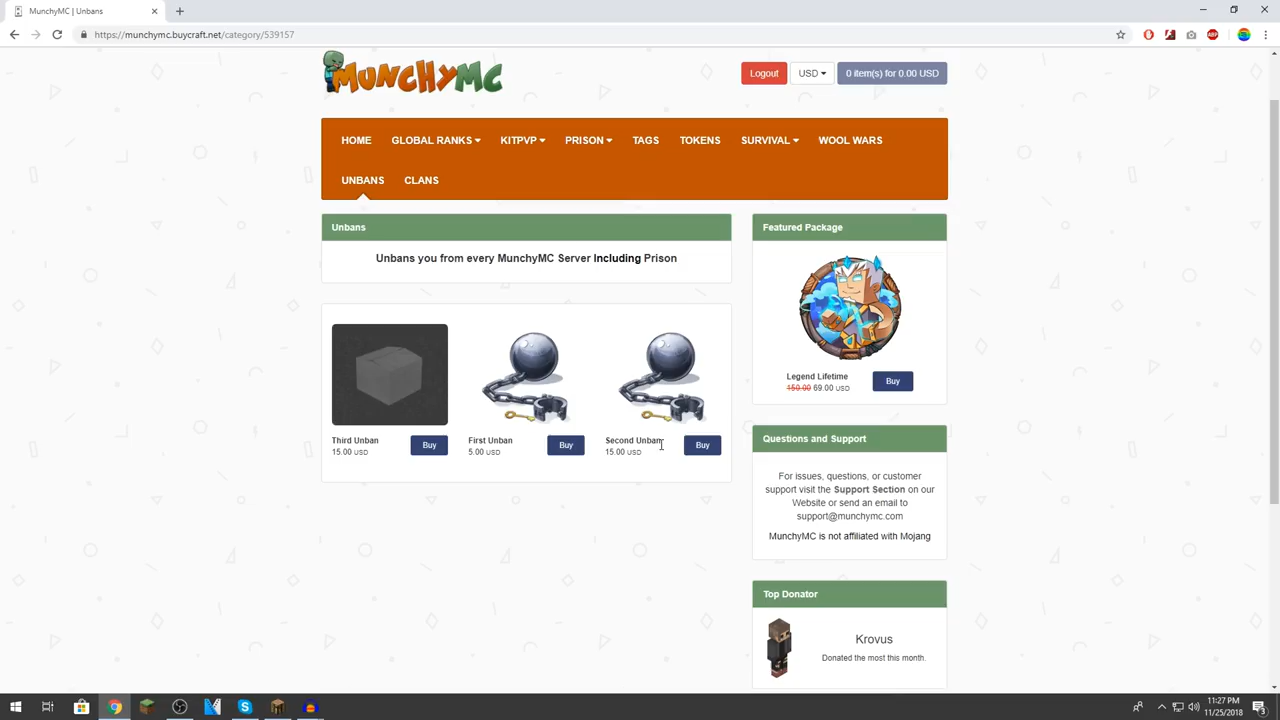 MunchyMC | Unbans
https://munchymc.buycraft.net/category/539157
MUNCHYMC
Logout
USD
0 item(s) for 0.00 USD
HOME
GLOBAL RANKS
KITPVP
PRISON
TAGS
TOKENS
SURVIVAL
WOOL WARS
UNBANS
CLANS
Unbans
Unbans you from every MunchyMC Server Including Prison
Third Unban
15.00 USD
Buy
First Unban
5.00 USD
Buy
Second Unban
15.00 USD
Buy
Featured Package
Legend Lifetime
150.00 69.00 USD
Buy
Questions and Support
For issues, questions, or customer
support visit the Support Section on our
Website or send an email to
support@munchymc.com
MunchyMC is not affiliated with Mojang
Top Donator
Krovus
Donated the most this month.
11:27 PM
11/25/2018